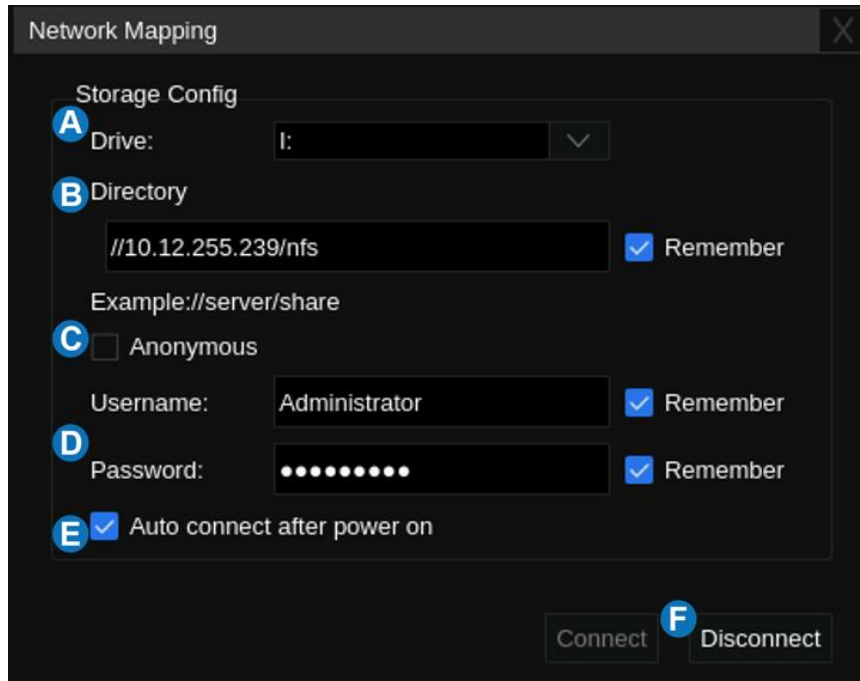 Network Mapping X
Storage Config
A
Drive: I:
B Directory
//10.12.255.239/nfs Remember
Example://server/share
C Anonymous
Username: Administrator Remember
D
Password: ●●●●●●●●● Remember
E Auto connect after power on
Connect F Disconnect